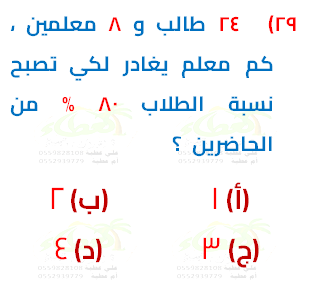 ٢٩) ٢٤ طالب و ٨ معلمين ،
كم معلم يغادر لكي تصبح
نسبة الطلاب ٨٠ % من
الحاضرين ؟
(أ) ١ (ب) ٢
(ج) ٣ (د) ٤